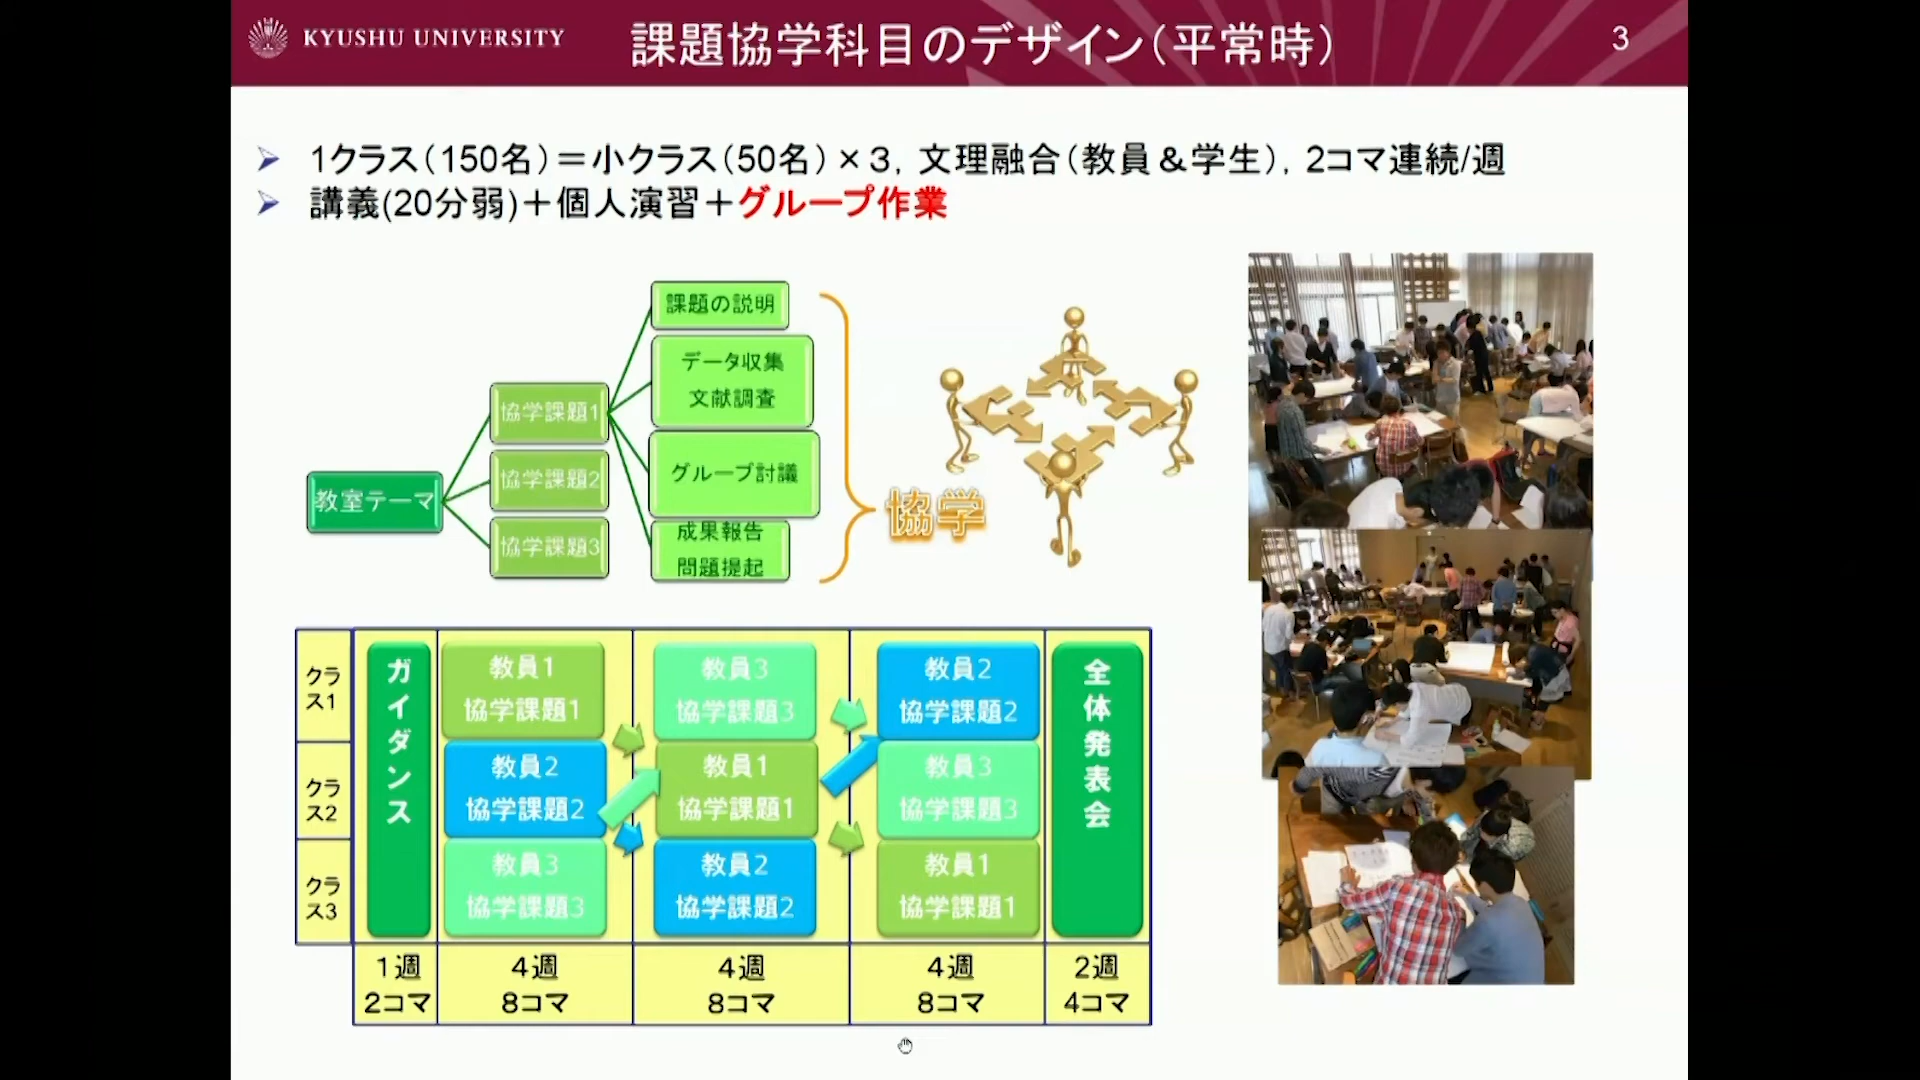 KYUSHU UNIVERSITY
課題協学科目のデザイン（平常時）
3
1クラス（150名）＝小クラス（50名）×３，文理融合（教員＆学生），2コマ連続/週
講義(20分弱)＋個人演習＋グループ作業
教室テーマ
協学課題1
協学課題2
協学課題3
課題の説明
データ収集
文献調査
グループ討議
成果報告
問題提起
協学
クラ
ス1
クラ
ス2
クラ
ス3
ガイダンス
教員1
協学課題1
教員2
協学課題2
教員3
協学課題3
教員3
協学課題3
教員1
協学課題1
教員2
協学課題2
教員2
協学課題2
教員3
協学課題3
教員1
協学課題1
全体発表会
１週
2コマ
４週
8コマ
４週
8コマ
４週
8コマ
2週
4コマ